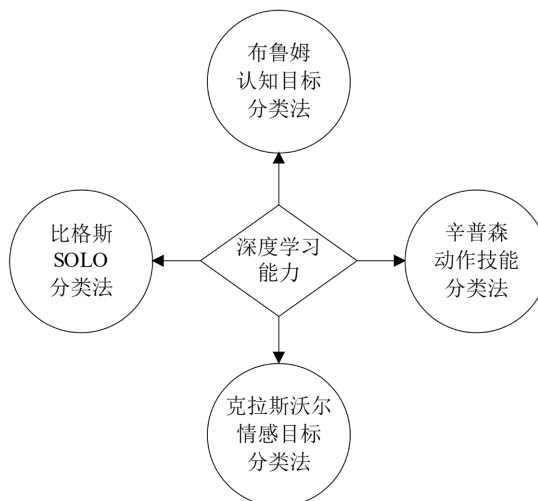 布鲁姆
认知目标
分类法
比格斯
SOLO
分类法
深度学习
能力
辛普森
动作技能
分类法
克拉斯沃尔
情感目标
分类法